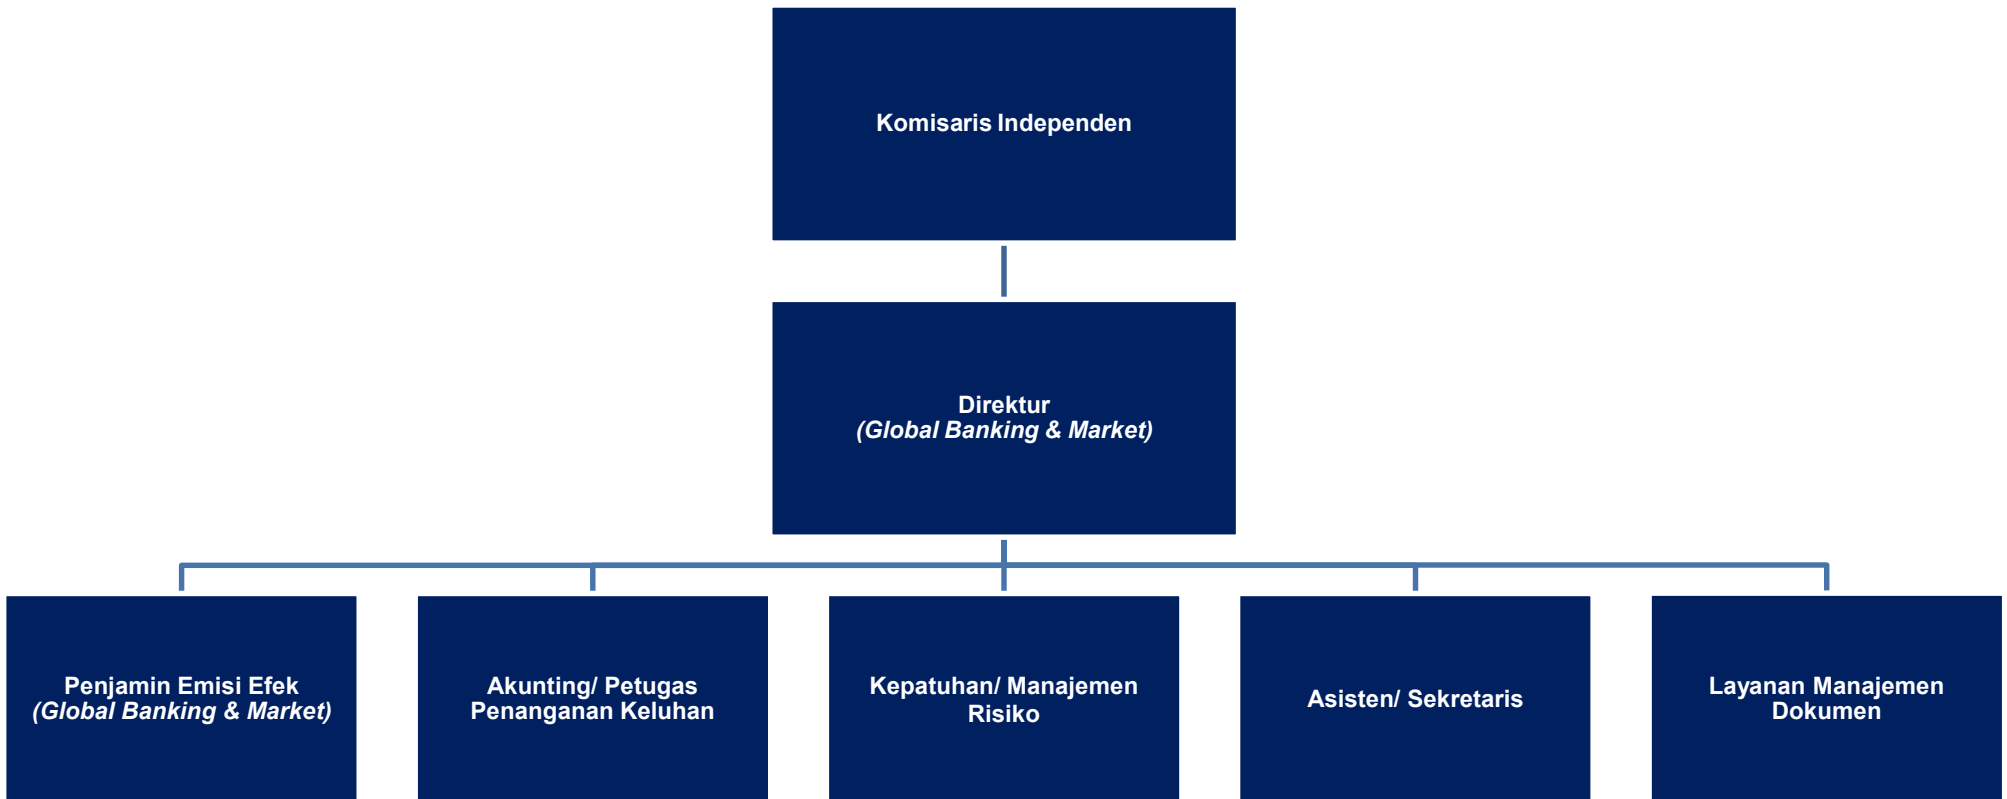 Komisaris Independen
Direktur
(Global Banking & Market)
Penjamin Emisi Efek
(Global Banking & Market)
Akunting/ Petugas
Penanganan Keluhan
Kepatuhan/ Manajemen
Risiko
Asisten/ Sekretaris
Layanan Manajemen
Dokumen